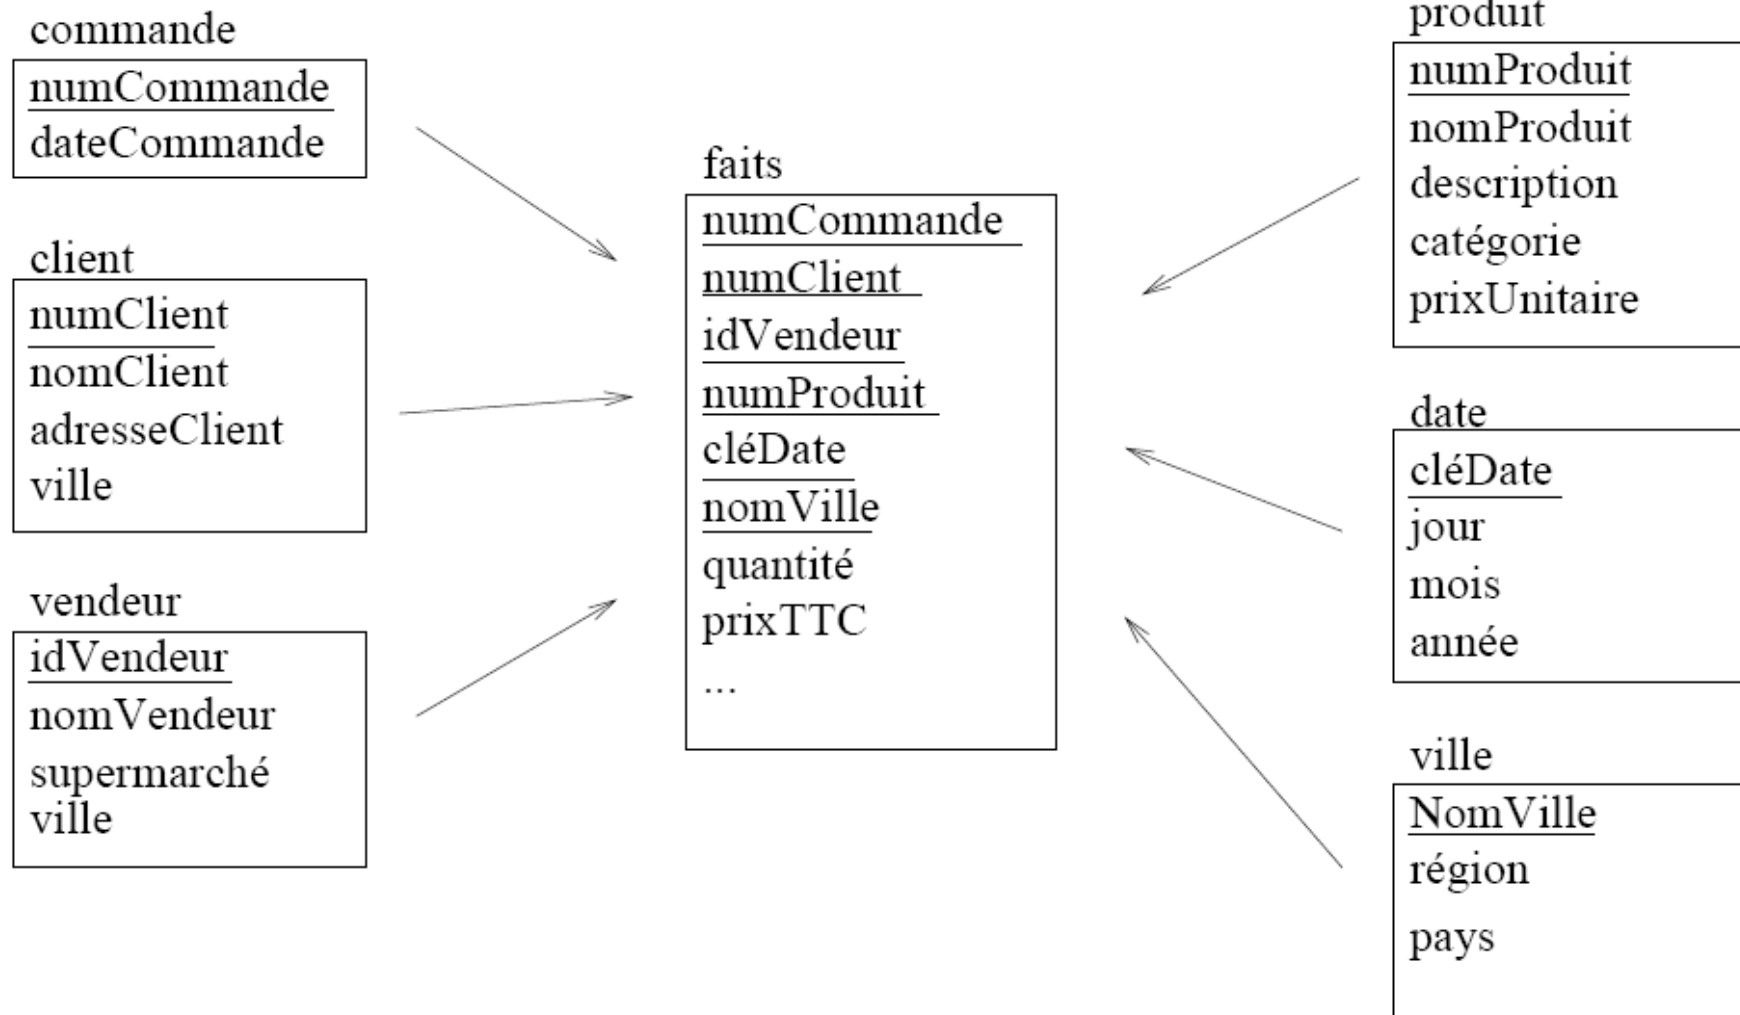 commande
numCommande
dateCommande
client
numClient
nomClient
adresseClient
ville
vendeur
idVendeur
nomVendeur
supermarché
ville
faits
numCommande
numClient
idVendeur
numProduit
cléDate
nomVille
quantité
prixTTC
...
produit
numProduit
nomProduit
description
catégorie
prixUnitaire
date
cléDate
jour
mois
année
ville
NomVille
région
pays